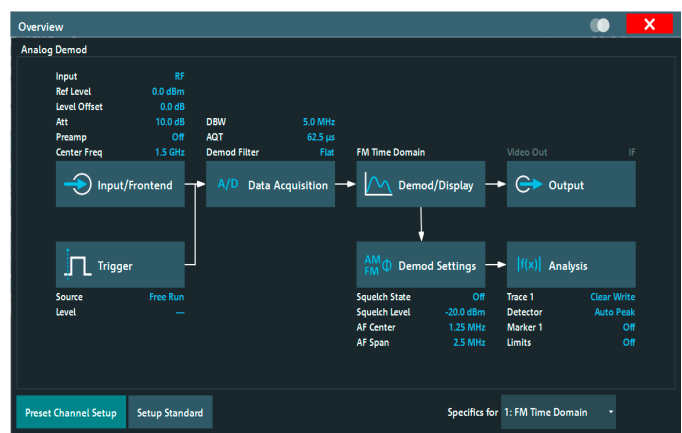 Overview
Analog Demod
Input RF
Ref Level 0.0 dBm
Level Offset 0.0 dB
Att 10.0 dB DBW 5.0 MHz
Preamp Off AQT 62.5 µs
Center Freq 1.5 GHz Demod Filter Flat FM Time Domain Video Out IF
Input/Frontend A/D Data Acquisition Demod/Display Output
Trigger AM FM Φ Demod Settings |f(x)| Analysis
Source Free Run Squelch State Off Trace 1 Clear Write
Level --- Squelch Level -20.0 dBm Detector Auto Peak
AF Center 1.25 MHz Marker 1 Off
AF Span 2.5 MHz Limits Off
Preset Channel Setup Setup Standard Specifics for 1: FM Time Domain